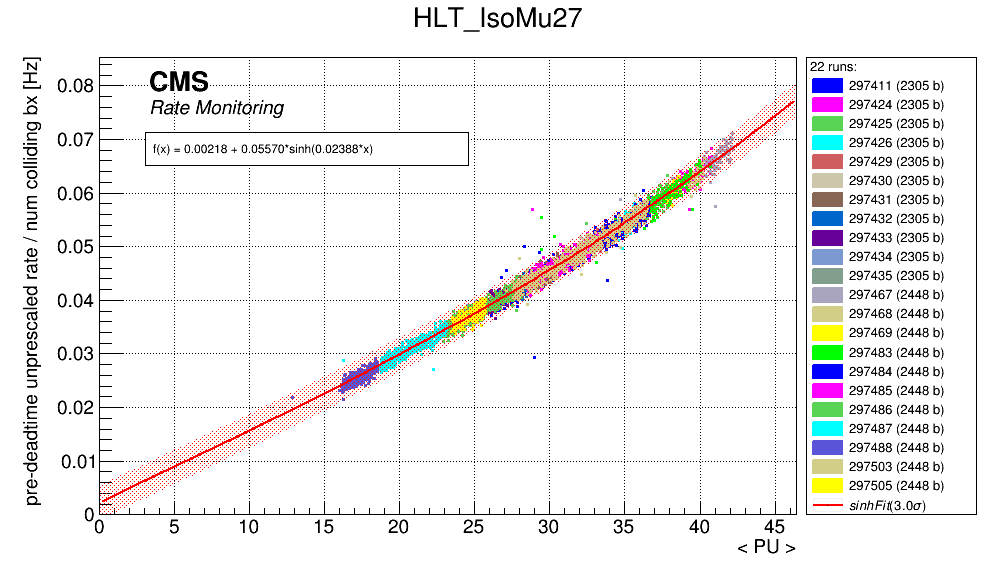 HLT_IsoMu27
pre-deadtime unprescaled rate / num colliding bx [Hz]
CMS
Rate Monitoring
f(x) = 0.00218 + 0.05570*sinh(0.02388*x)
0.08
0.07
0.06
0.05
0.04
0.03
0.02
0.01
0
0 5 10 15 20 25 30 35 40 45
< PU >
22 runs:
297411 (2305 b)
297424 (2305 b)
297425 (2305 b)
297426 (2305 b)
297429 (2305 b)
297430 (2305 b)
297431 (2305 b)
297432 (2305 b)
297433 (2305 b)
297434 (2305 b)
297435 (2305 b)
297467 (2448 b)
297468 (2448 b)
297469 (2448 b)
297483 (2448 b)
297484 (2448 b)
297485 (2448 b)
297486 (2448 b)
297487 (2448 b)
297488 (2448 b)
297503 (2448 b)
297505 (2448 b)
sinhFit(3.0σ)